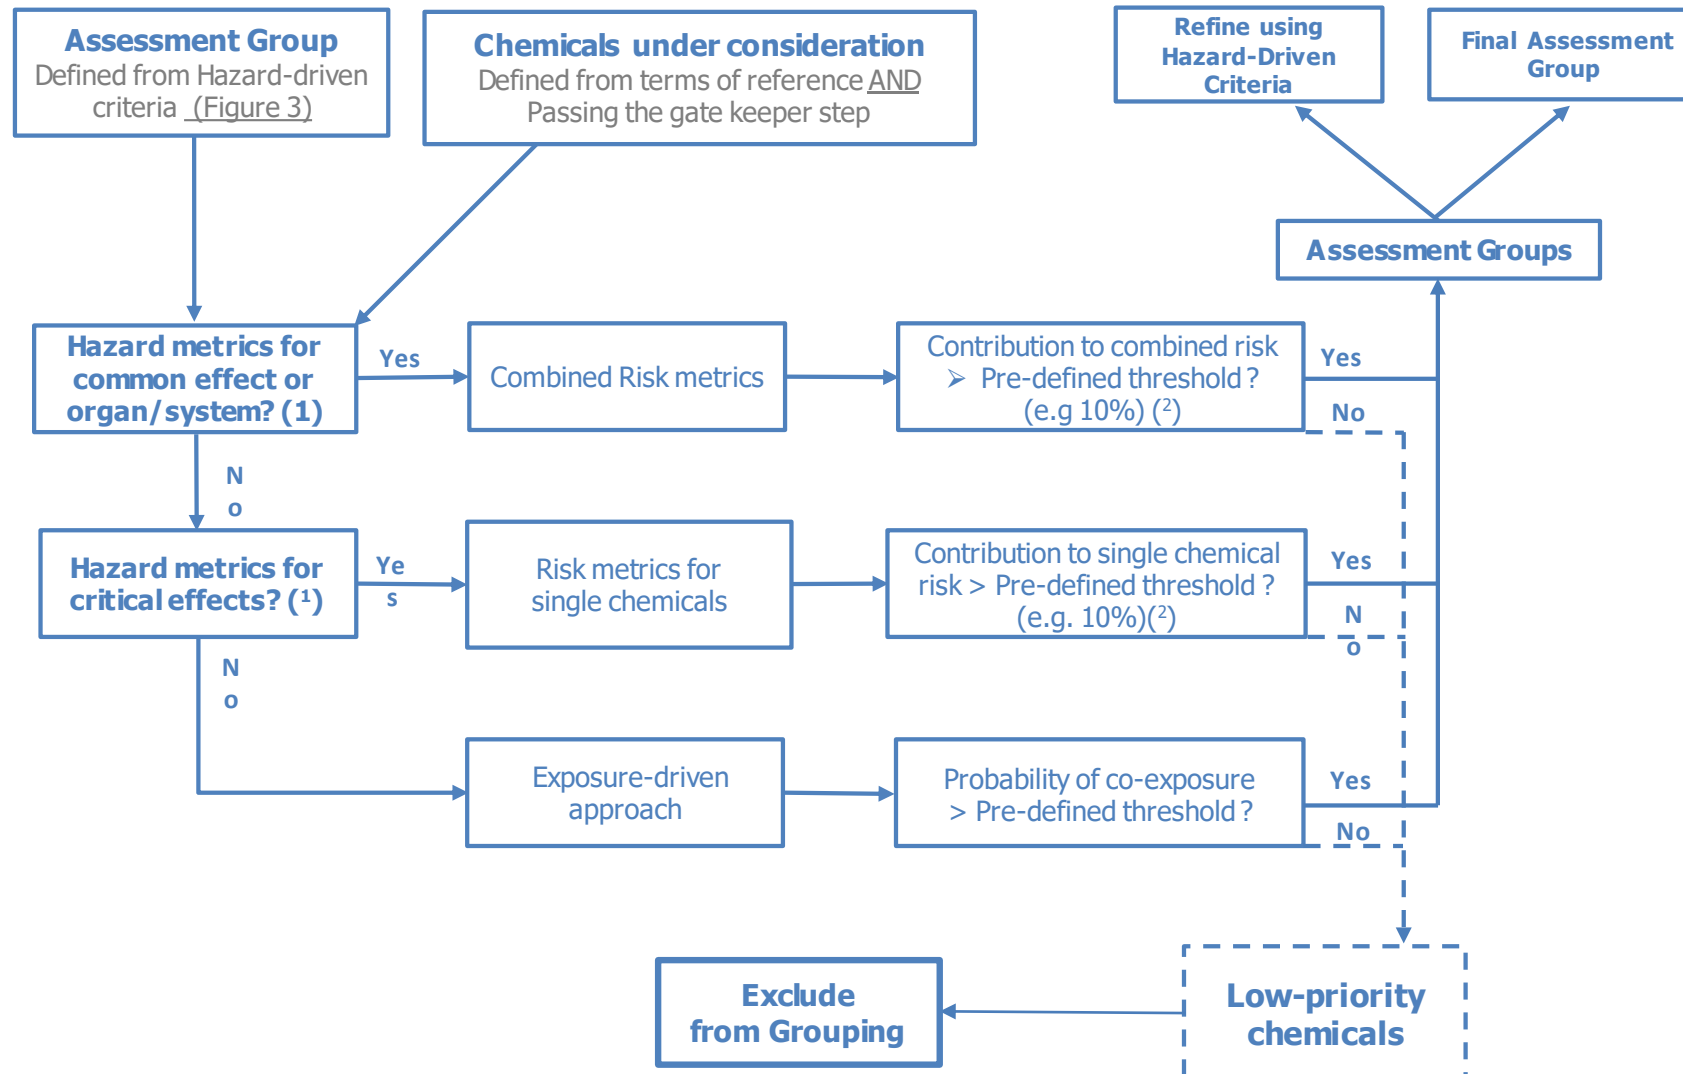 Assessment Group
Defined from Hazard-driven
criteria (Figure 3)
Chemicals under consideration
Defined from terms of reference AND
Passing the gate keeper step
Refine using
Hazard-Driven
Criteria
Final Assessment
Group
Assessment Groups
Hazard metrics for
common effect or
organ/system? (1)
Yes
Combined Risk metrics
Contribution to combined risk
➢ Pre-defined threshold ?
(e.g 10%) (²)
Yes
No
N
o
Hazard metrics for
critical effects? (¹)
Ye
s
Risk metrics for
single chemicals
Contribution to single chemical
risk > Pre-defined threshold ?
(e.g. 10%)(²)
Yes
N
o
N
o
Exposure-driven
approach
Probability of co-exposure
> Pre-defined threshold ?
Yes
No
Exclude
from Grouping
Low-priority
chemicals